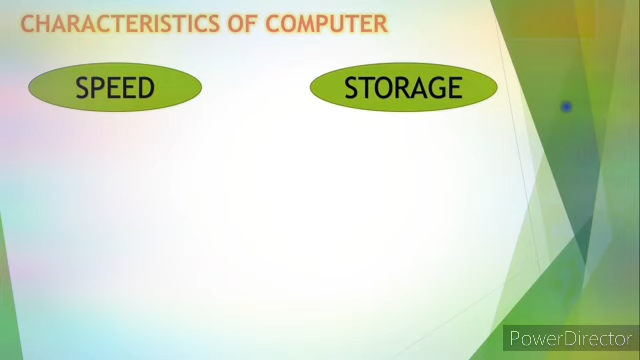 CHARACTERISTICS OF COMPUTER
SPEED
STORAGE
PowerDirector